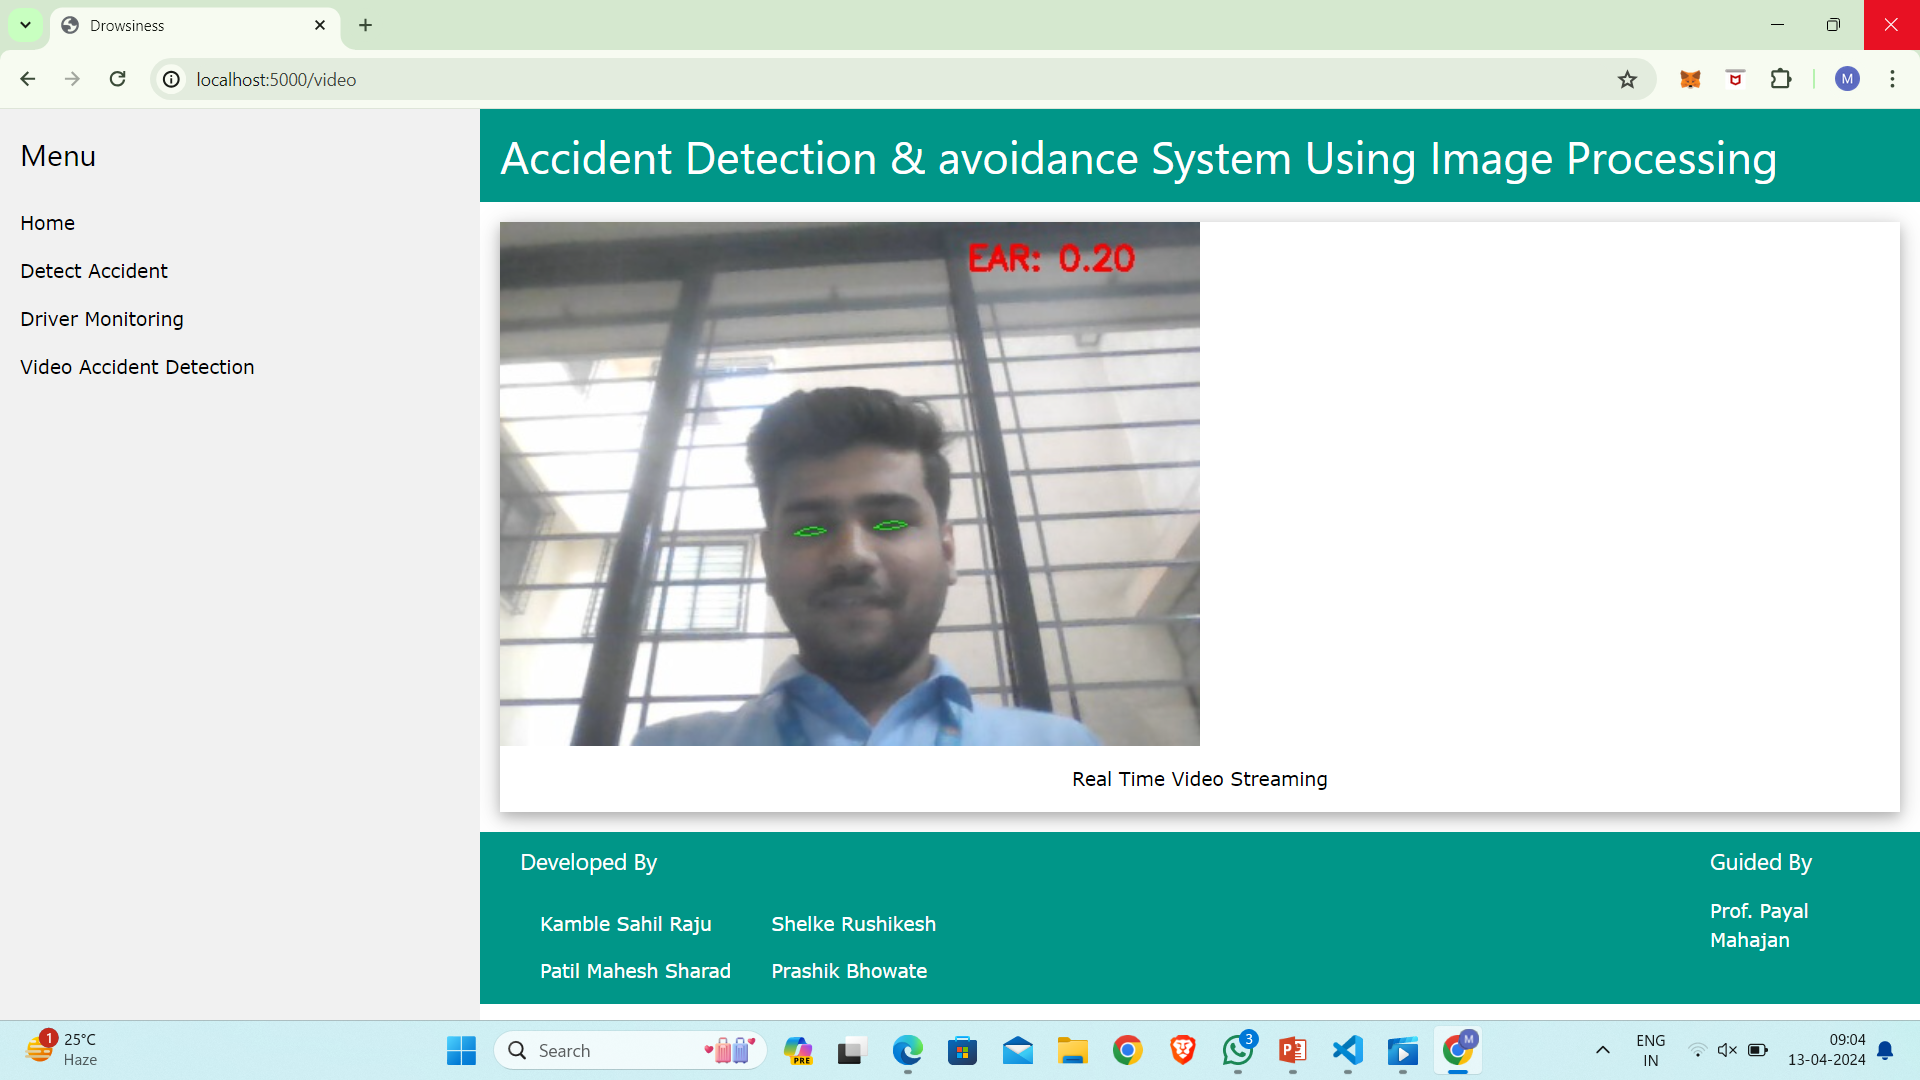 Drowsiness
localhost:5000/video
M
Menu
Home
Detect Accident
Driver Monitoring
Video Accident Detection
Accident Detection & avoidance System Using Image Processing
EAR: 0.20
Real Time Video Streaming
Developed By
Kamble Sahil Raju
Shelke Rushikesh
Patil Mahesh Sharad
Prashik Bhowate
Guided By
Prof. Payal
Mahajan
1
25°C
Haze
Search
PRE
3
M
ENG
IN
09:04
13-04-2024